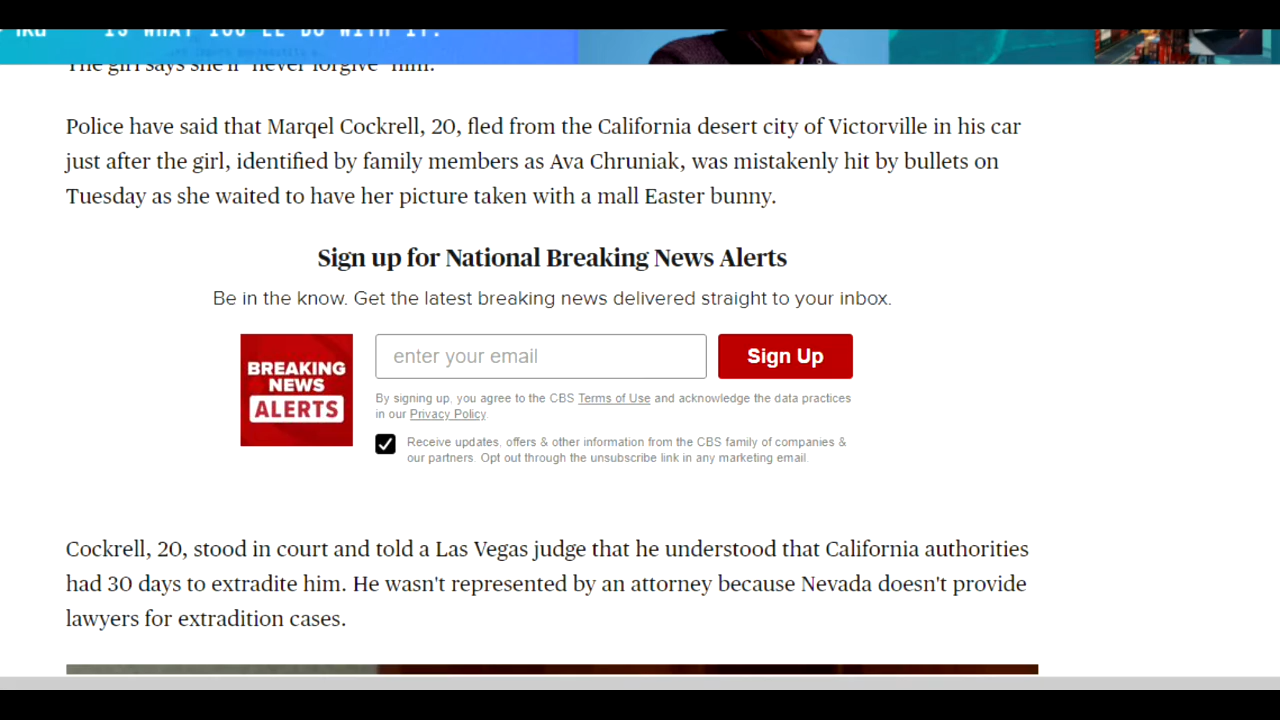 IS WHAT YOU'LL DO WITH IT.
The girl says she'll "never forgive" him.
Police have said that Marqel Cockrell, 20, fled from the California desert city of Victorville in his car
just after the girl, identified by family members as Ava Chruniak, was mistakenly hit by bullets on
Tuesday as she waited to have her picture taken with a mall Easter bunny.
Sign up for National Breaking News Alerts
Be in the know. Get the latest breaking news delivered straight to your inbox.
BREAKING
NEWS
ALERTS
enter your email
Sign Up
By signing up, you agree to the CBS Terms of Use and acknowledge the data practices
in our Privacy Policy.
Receive updates, offers & other information from the CBS family of companies &
our partners. Opt out through the unsubscribe link in any marketing email.
Cockrell, 20, stood in court and told a Las Vegas judge that he understood that California authorities
had 30 days to extradite him. He wasn't represented by an attorney because Nevada doesn't provide
lawyers for extradition cases.